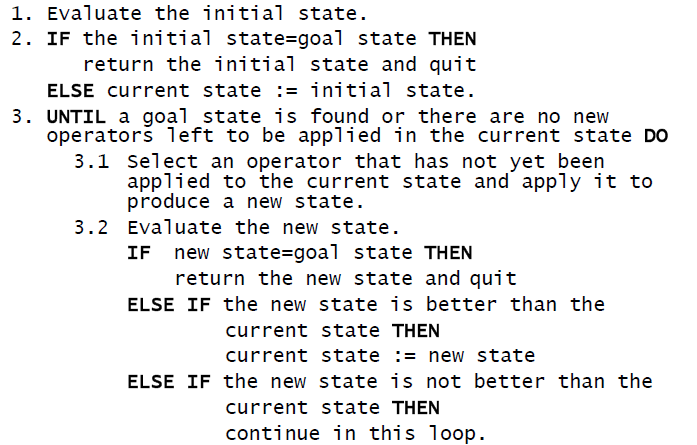 1. Evaluate the initial state.
2. IF the initial state=goal state THEN
return the initial state and quit
ELSE current state := initial state.
3. UNTIL a goal state is found or there are no new
operators left to be applied in the current state DO
3.1 Select an operator that has not yet been
applied to the current state and apply it to
produce a new state.
3.2 Evaluate the new state.
IF new state=goal state THEN
return the new state and quit
ELSE IF the new state is better than the
current state THEN
current state := new state
ELSE IF the new state is not better than the
current state THEN
continue in this loop.